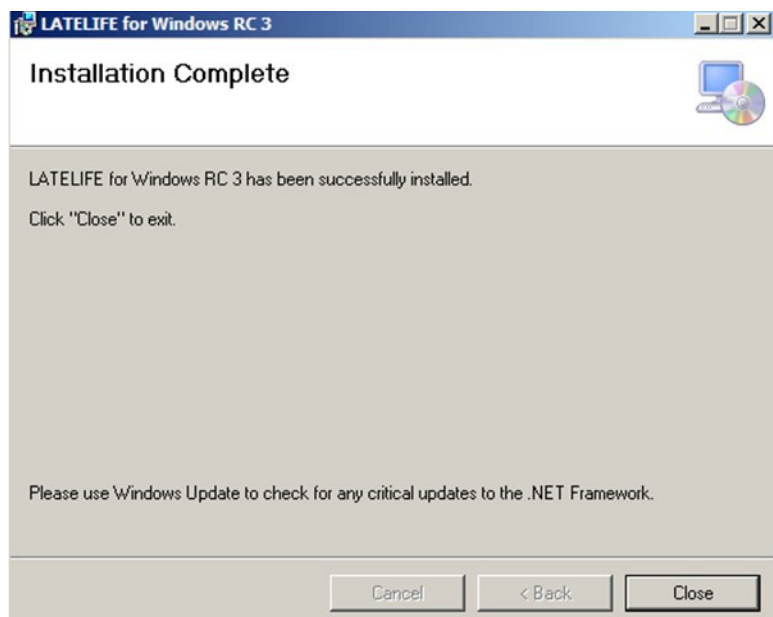 LATELIFE for Windows RC 3
Installation Complete
LATELIFE for Windows RC 3 has been successfully installed.
Click "Close" to exit.
Please use Windows Update to check for any critical updates to the .NET Framework.
Cancel
< Back
Close